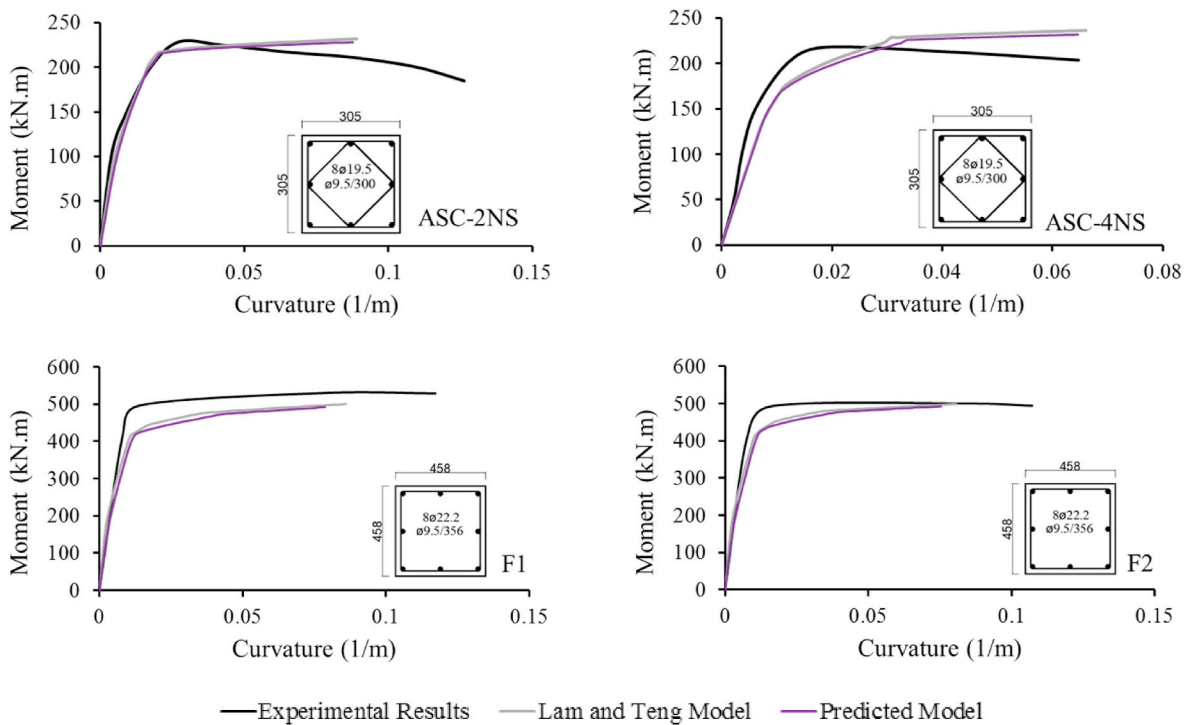 Moment (kN.m)
250
200
150
100
50
0
0
0.05
0.1
0.15
Curvature (1/m)
305
305
8ø19.5
ø9.5/300
ASC-2NS
Moment (kN.m)
250
200
150
100
50
0
0
0.02
0.04
0.06
0.08
Curvature (1/m)
305
305
8ø19.5
ø9.5/300
ASC-4NS
Moment (kN.m)
600
500
400
300
200
100
0
0
0.05
0.1
0.15
Curvature (1/m)
458
458
8ø22.2
ø9.5/356
F1
Moment (kN.m)
600
500
400
300
200
100
0
0
0.05
0.1
0.15
Curvature (1/m)
458
458
8ø22.2
ø9.5/356
F2
Experimental Results
Lam and Teng Model
Predicted Model